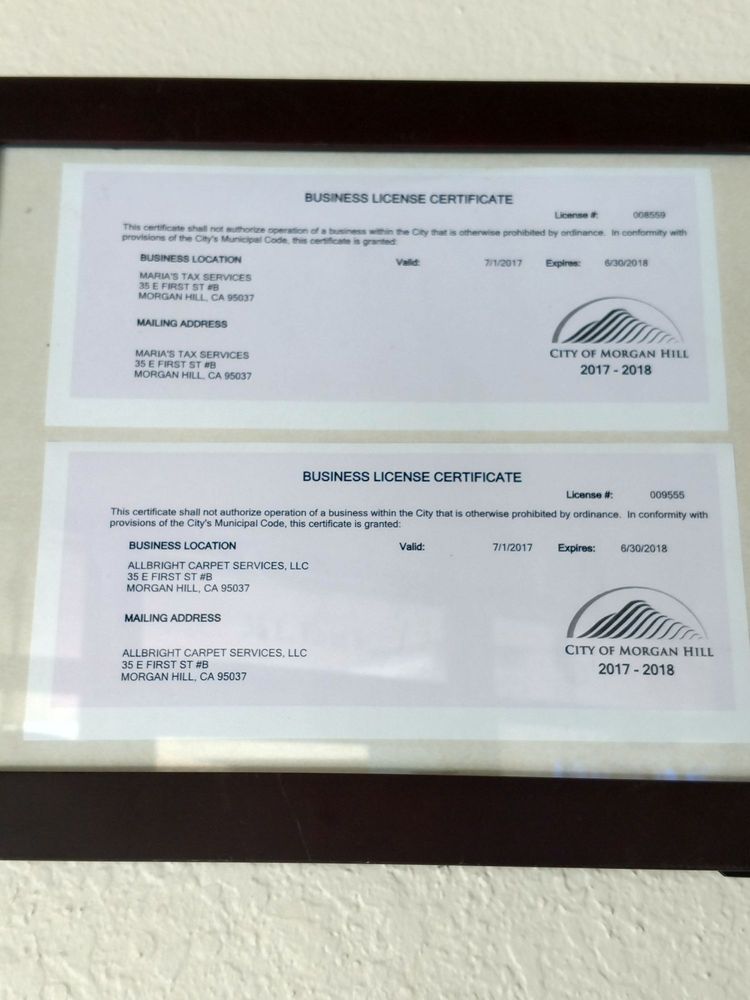 BUSINESS LICENSE CERTIFICATE
License #: 008559
This certificate shall not authorize operation of a business within the City that is otherwise prohibited by ordinance. In conformity with
provisions of the City's Municipal Code, this certificate is granted:
BUSINESS LOCATION Valid: 7/1/2017 Expires: 6/30/2018
MARIA'S TAX SERVICES
35 E FIRST ST #B
MORGAN HILL, CA 95037
MAILING ADDRESS
MARIA'S TAX SERVICES
35 E FIRST ST #B
MORGAN HILL, CA 95037
CITY OF MORGAN HILL
2017 - 2018
BUSINESS LICENSE CERTIFICATE
License #: 009555
This certificate shall not authorize operation of a business within the City that is otherwise prohibited by ordinance. In conformity with
provisions of the City's Municipal Code, this certificate is granted:
BUSINESS LOCATION Valid: 7/1/2017 Expires: 6/30/2018
ALLBRIGHT CARPET SERVICES, LLC
35 E FIRST ST #B
MORGAN HILL, CA 95037
MAILING ADDRESS
ALLBRIGHT CARPET SERVICES, LLC
35 E FIRST ST #B
MORGAN HILL, CA 95037
CITY OF MORGAN HILL
2017 - 2018